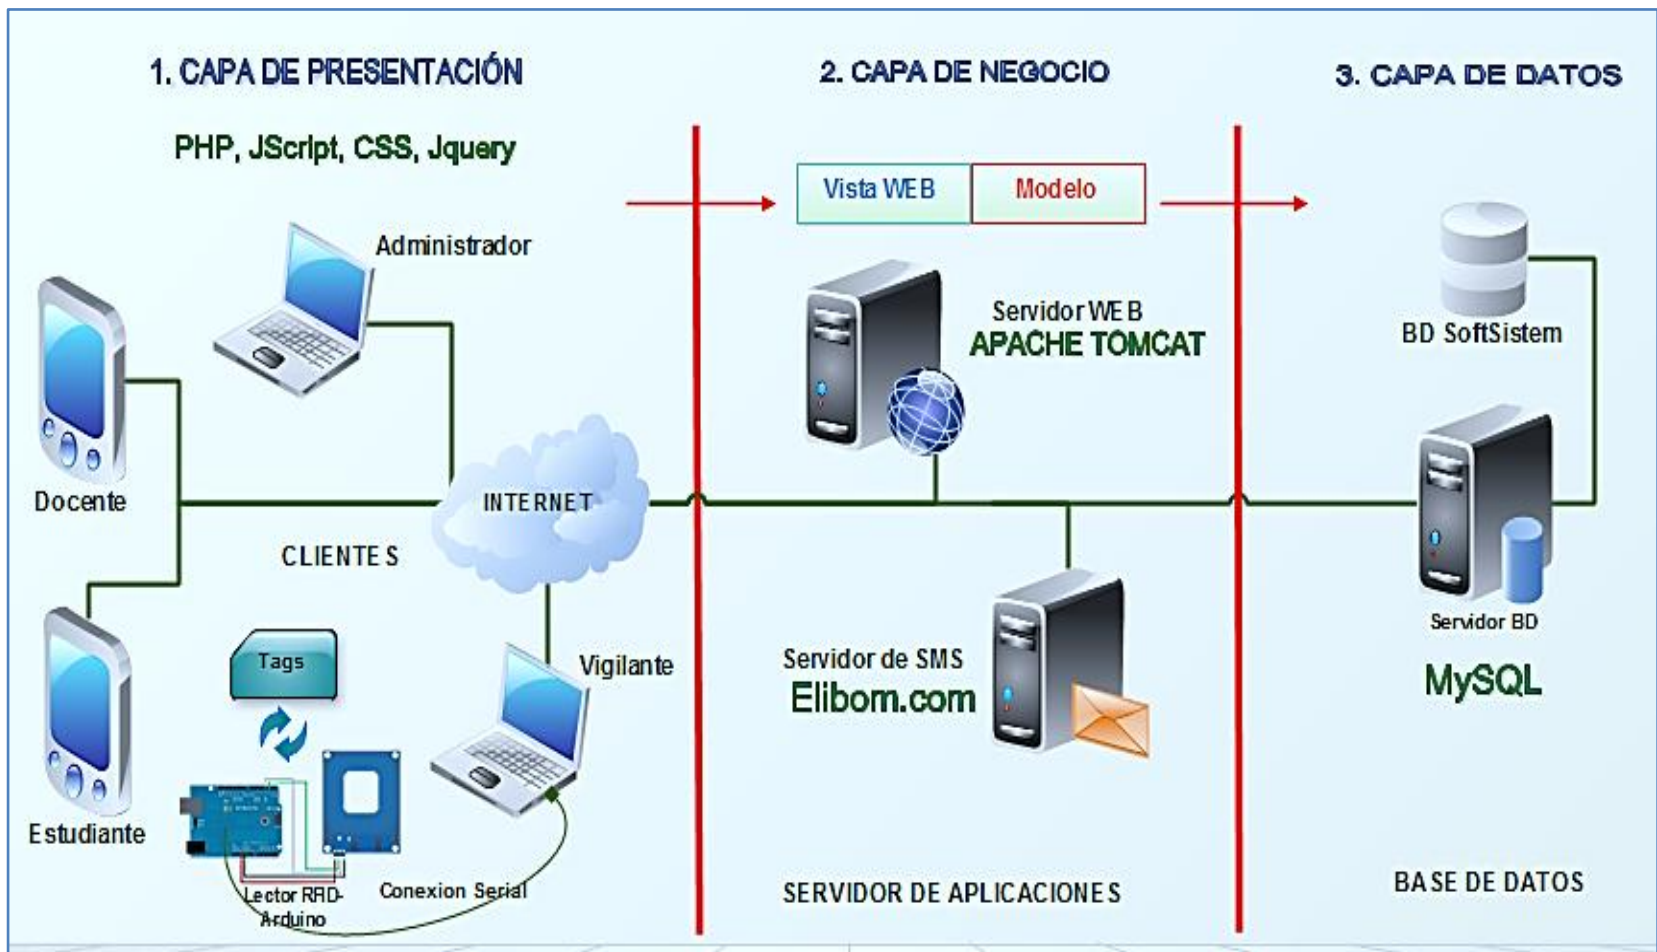 1. CAPA DE PRESENTACIÓN
PHP, JScript, CSS, Jquery
Administrador
Docente
INTERNET
CLIENTES
Tags
Vigilante
Estudiante
Lector RFID-
Arduino
Conexion Serial
2. CAPA DE NEGOCIO
Vista WEB
Modelo
Servidor WEB
APACHE TOMCAT
Servidor de SMS
Elibom.com
SERVIDOR DE APLICACIONES
3. CAPA DE DATOS
BD SoftSistem
Servidor BD
MySQL
BASE DE DATOS